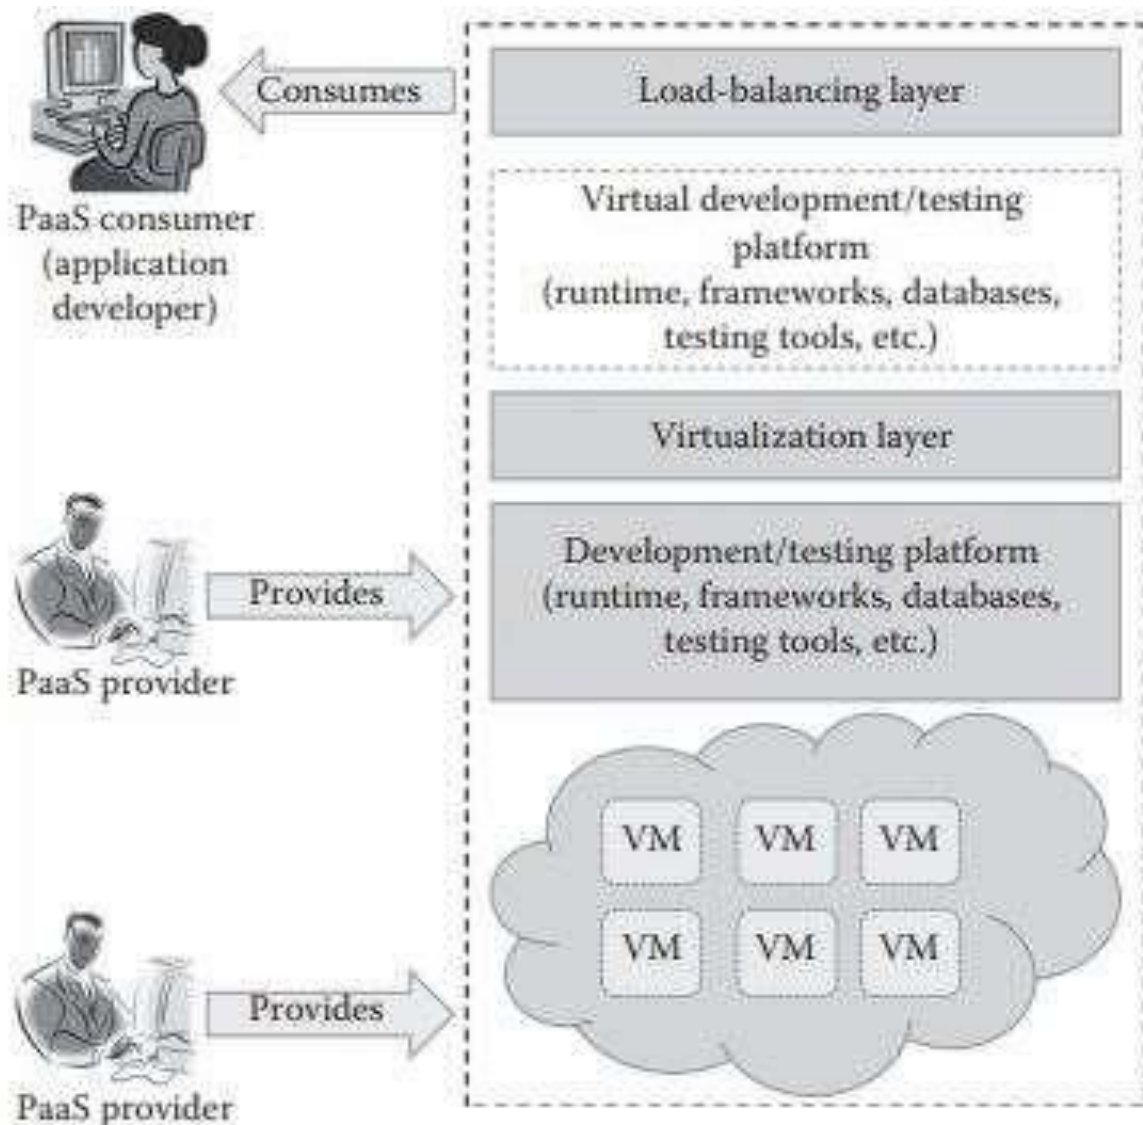 Consumes
Load-balancing layer
PaaS consumer
(application
developer)
Virtual development/testing
platform
(runtime, frameworks, databases,
testing tools, etc.)
Virtualization layer
Provides
PaaS provider
Development/testing platform
(runtime, frameworks, databases,
testing tools, etc.)
VM VM VM
VM VM VM
Provides
PaaS provider